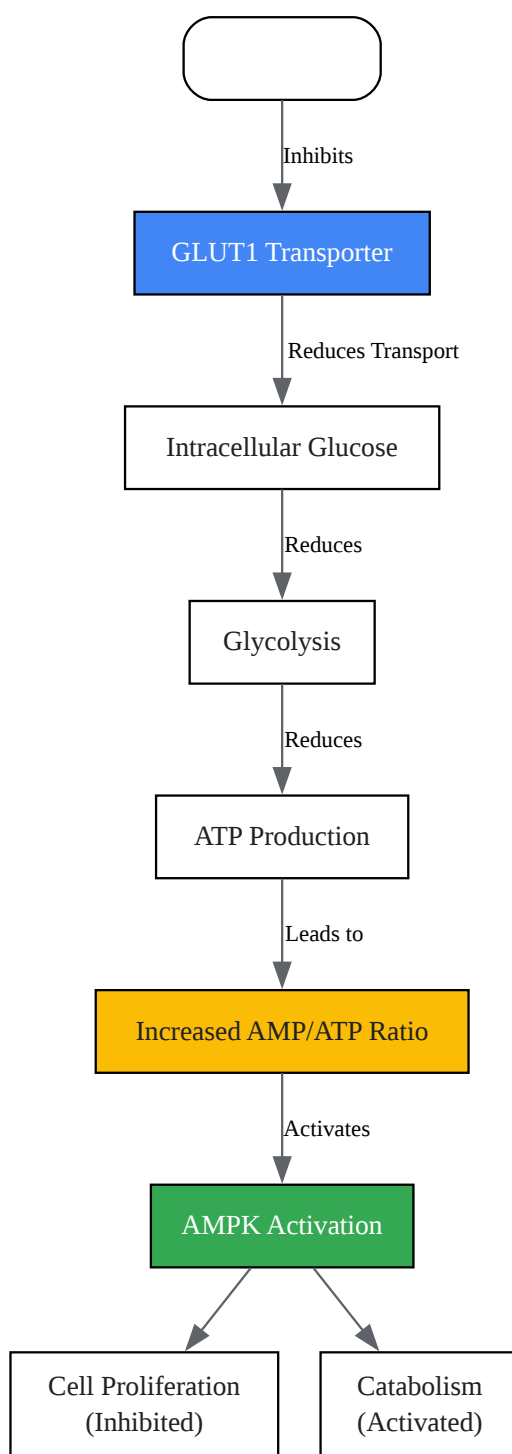 Inhibits
GLUT1 Transporter
Reduces Transport
Intracellular Glucose
Reduces
Glycolysis
Reduces
ATP Production
Leads to
Increased AMP/ATP Ratio
Activates
AMPK Activation
Cell Proliferation
(Inhibited)
Catabolism
(Activated)